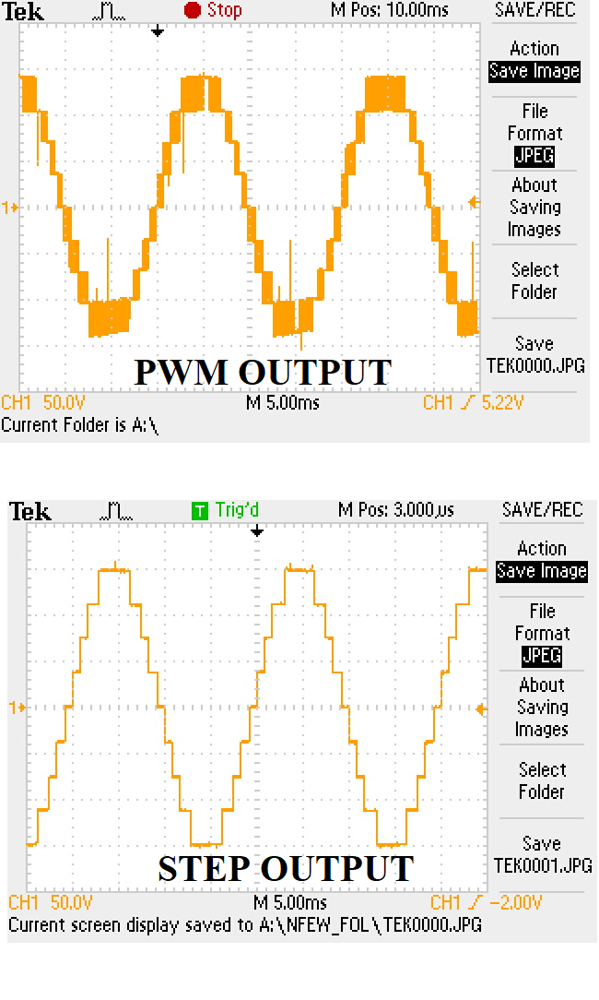 Tek Stop M Pos: 10.00ms SAVE/REC
Action
Save Image
File
Format
JPEG
About
Saving
Images
Select
Folder
Save
TEK0000.JPG
1
PWM OUTPUT
CH1 50.0V M 5.00ms CH1 5.22V
Current Folder is A:\
Tek T Trig'd M Pos: 3.000µs SAVE/REC
Action
Save Image
File
Format
JPEG
About
Saving
Images
Select
Folder
Save
TEK0001.JPG
1
STEP OUTPUT
CH1 50.0V M 5.00ms CH1 -2.00V
Current screen display saved to A:\NFEW_FOL\TEK0000.JPG